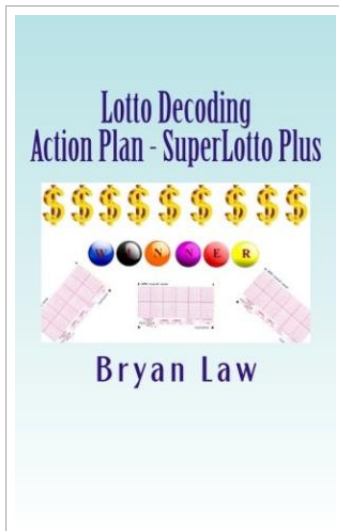 Lotto Decoding
Action Plan - SuperLotto Plus
$ $ $ $ $ $ $ $ $
W I N N E R
Bryan Law